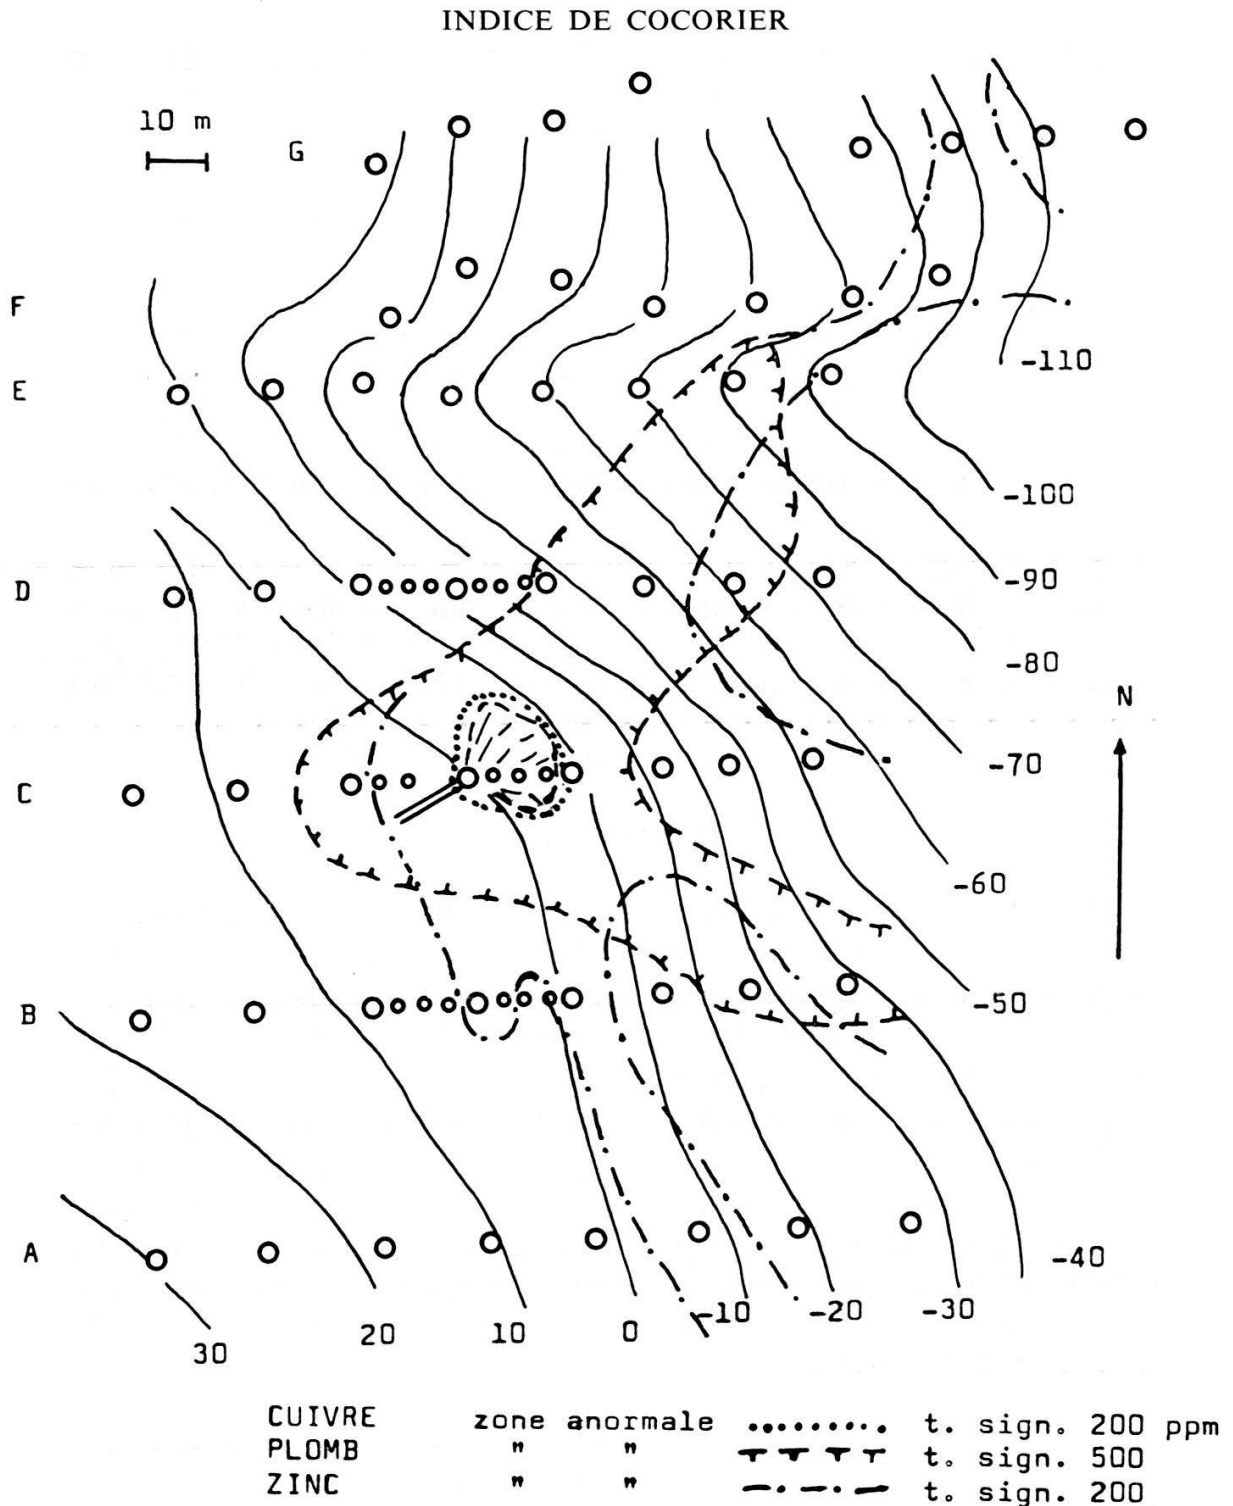 INDICE DE COCORIER
10 m
G
F
-110
E
-100
-90
D
-80
N
-70
C
-60
-50
B
A
-40
-30
-20
-10
0
10
20
30
CUIVRE zone anormale t. sign. 200 ppm
PLOMB " " t. sign. 500
ZINC " " t. sign. 200